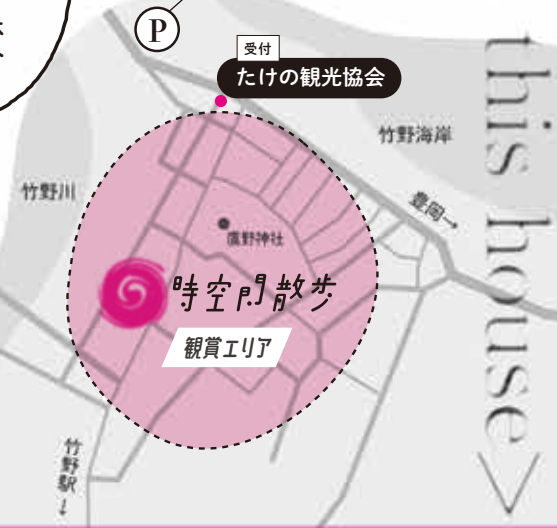 P
受付
たけの観光協会
竹野海岸
竹野川
豊岡→
鷹野神社
時空間散歩
観賞エリア
竹野駅↓
this house>